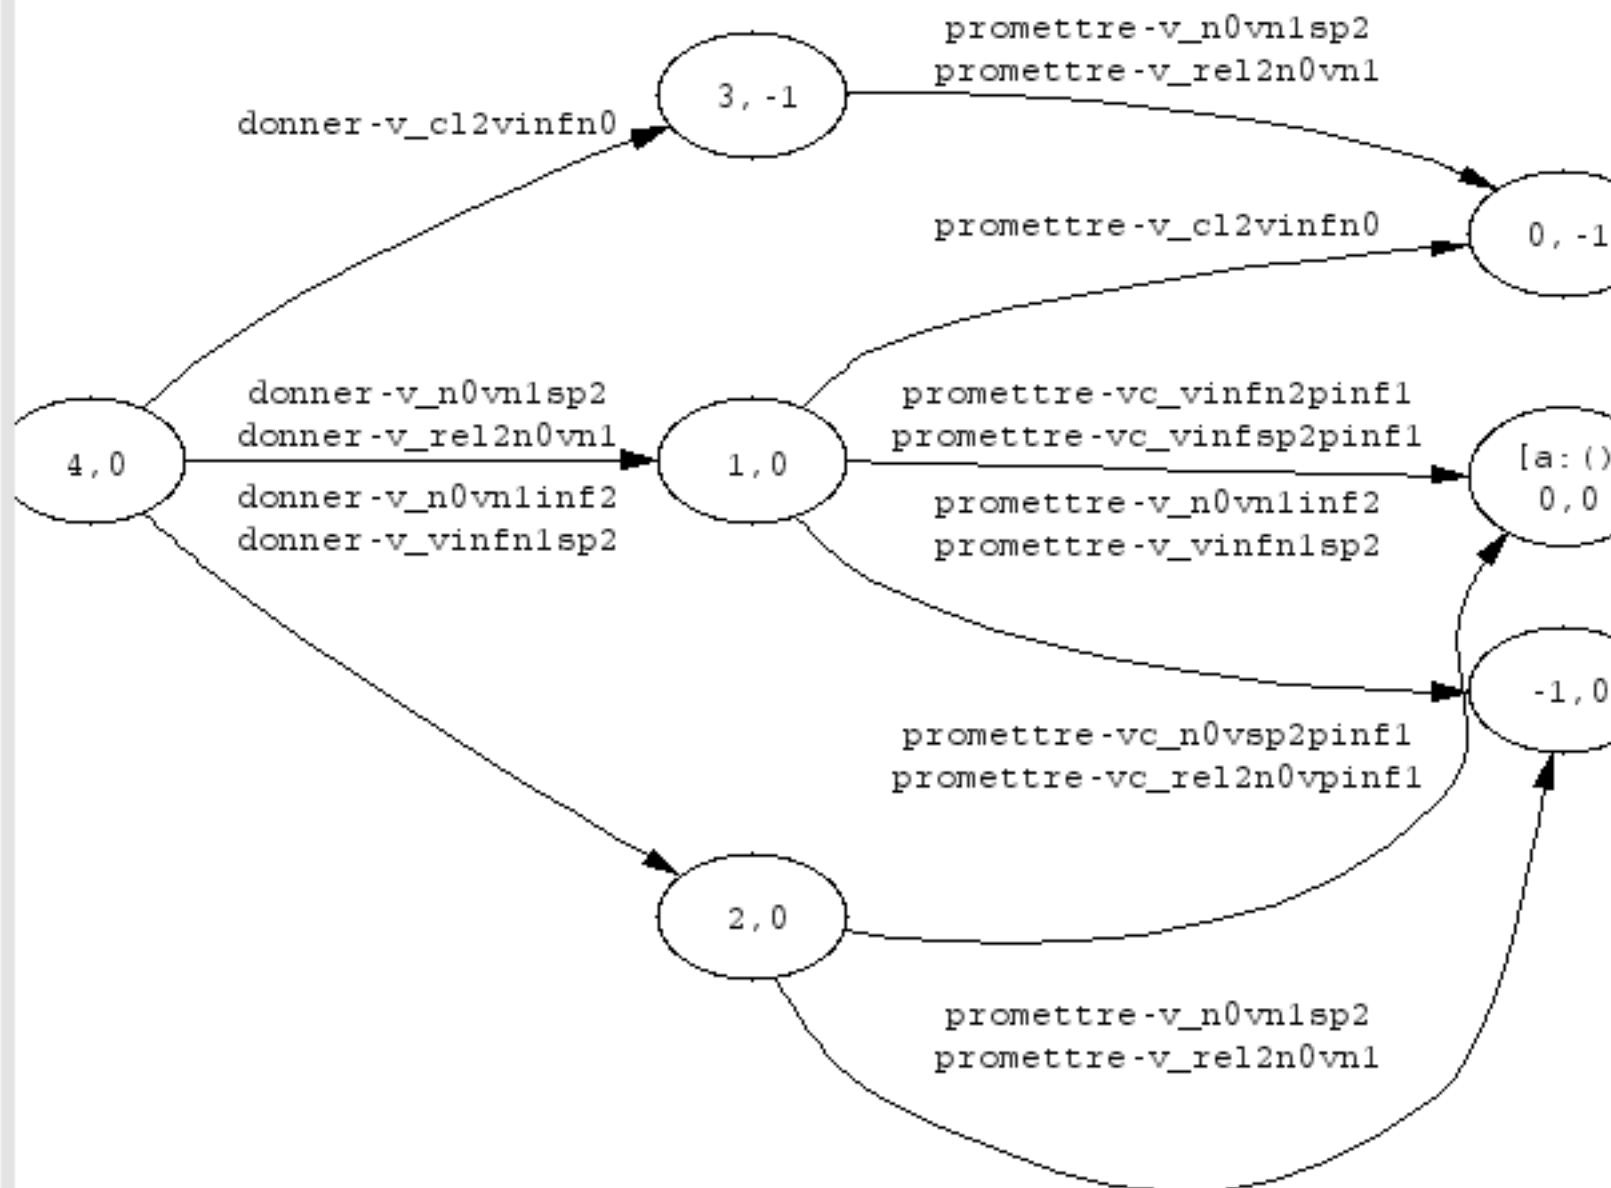 promettre-v_n0vn1sp2
promettre-v_rel2n0vn1
3,-1
donner-v_cl2vinfn0
promettre-v_cl2vinfn0
0,-1
donner-v_n0vn1sp2
donner-v_rel2n0vn1
promettre-vc_vinfn2pinf1
promettre-vc_vinfsp2pinf1
4,0
1,0
[a:()
0,0
donner-v_n0vn1inf2
donner-v_vinfn1sp2
promettre-v_n0vn1inf2
promettre-v_vinfn1sp2
-1,0
promettre-vc_n0vsp2pinf1
promettre-vc_rel2n0vpinf1
2,0
promettre-v_n0vn1sp2
promettre-v_rel2n0vn1